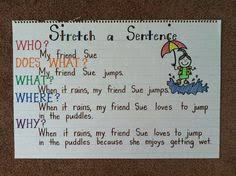 Stretch a Sentence
WHO?
My friend Sue
DOES WHAT?
My friend Sue jumps.
WHAT?
When it rains, my friend Sue jumps.
WHERE?
When it rains, my friend Sue loves to jump
in the puddles.
WHY?
When it rains, my friend Sue loves to jump
in the puddles because she enjoys getting wet.